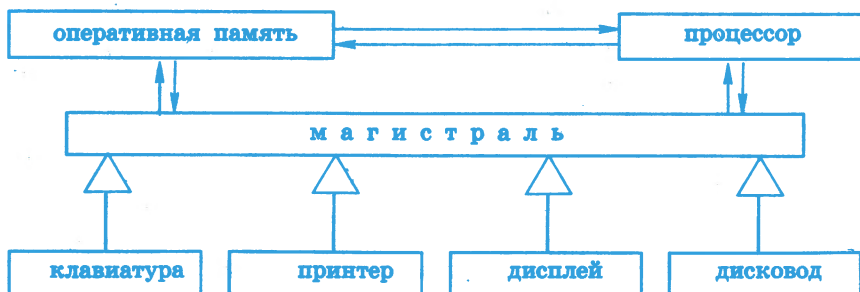 оперативная память
процессор
магистраль
клавиатура
принтер
дисплей
дисковод